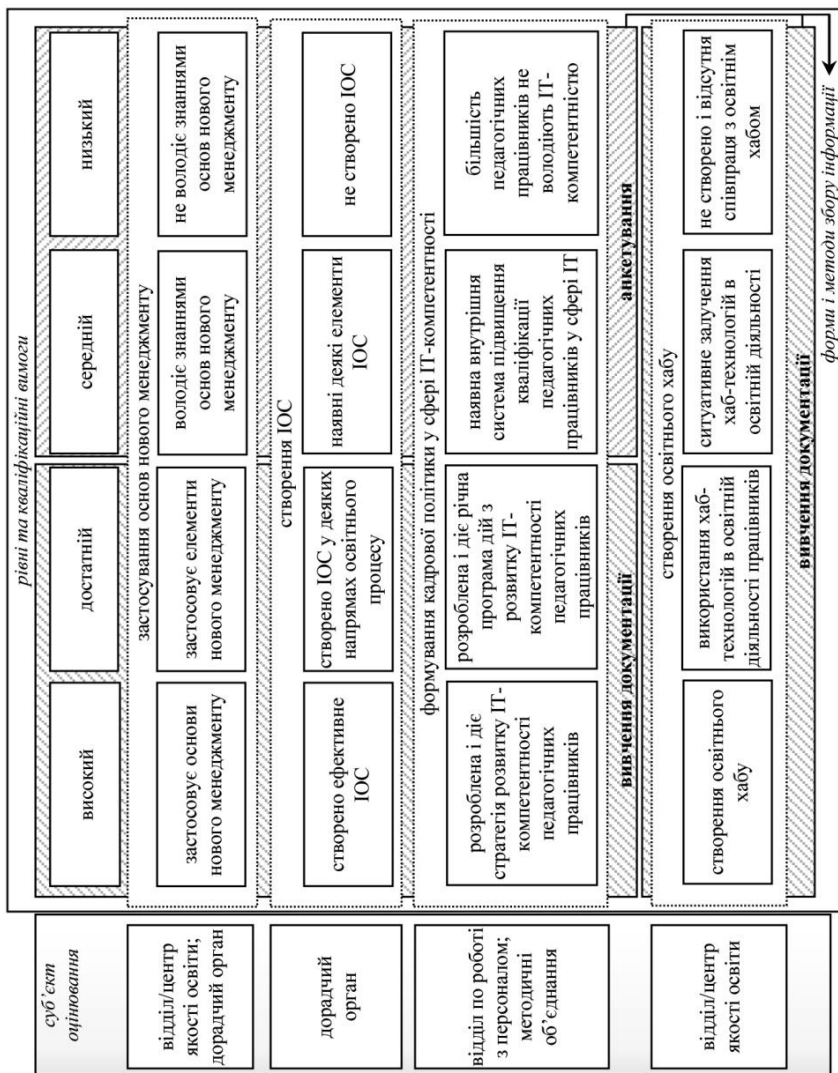 суб’єкт
оцінювання
рівні та кваліфікаційні вимоги
високий
достатній
середній
низький
відділ/центр
якості освіти;
дорадчий орган
застосування основ нового менеджменту
застосовує основи
нового менеджменту
застосовує елементи
нового менеджменту
володіє знаннями
основ нового
менеджменту
не володіє знаннями
основ нового
менеджменту
дорадчий
орган
створення ІОС
створено ефективне
ІОС
створено ІОС у деяких
напрямах освітнього
процесу
наявні деякі елементи
ІОС
не створено ІОС
відділ по роботі
з персоналом;
методичні
об’єднання
формування кадрової політики у сфері ІТ-компетентності
розроблена і діє
стратегія розвитку ІТ-
компетентності
педагогічних
працівників
розроблена і діє річна
програма дій з
розвитку ІТ-
компетентності
педагогічних
працівників
наявна внутрішня
система підвищення
кваліфікації
педагогічних
працівників у сфері ІТ
більшість
педагогічних
працівників не
володіють ІТ-
компетентністю
вивчення документації
анкетування
відділ/центр
якості освіти
створення освітнього хабу
створення освітнього
хабу
використання хаб-
технологій в освітній
діяльності працівників
ситуативне залучення
хаб-технологій в
освітній діяльності
не створено і відсутня
співпраця з освітнім
хабом
вивчення документації
форми і методи збору інформації